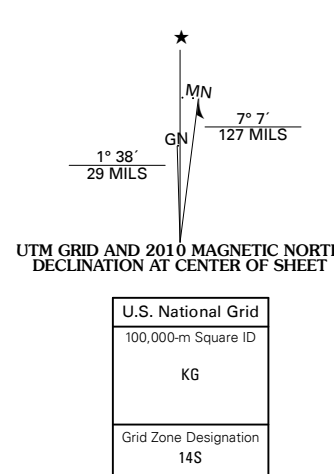 ★
MN
7° 7´
127 MILS
GN
1° 38´
29 MILS
UTM GRID AND 2010 MAGNETIC NORTH
DECLINATION AT CENTER OF SHEET
U.S. National Grid
100,000-m Square ID
KG
Grid Zone Designation
14S